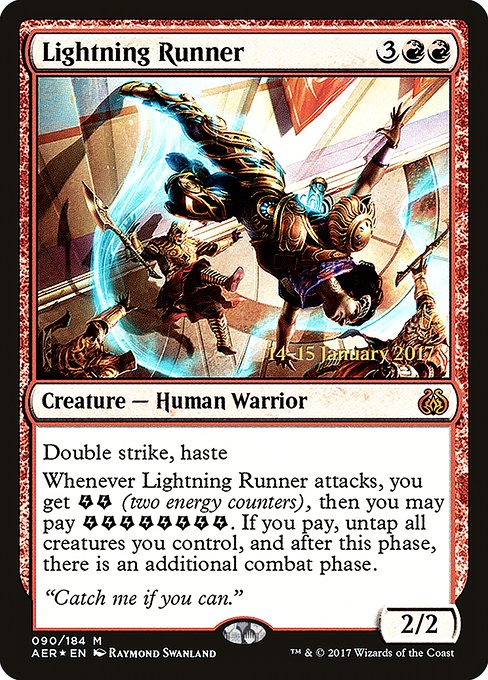 Lightning Runner 3
14–15 January 2017
Creature — Human Warrior
Double strike, haste
Whenever Lightning Runner attacks, you
get (two energy counters), then you may
pay . If you pay, untap all
creatures you control, and after this phase,
there is an additional combat phase.
“Catch me if you can.”
2/2
090/184 M
AER★EN Raymond Swanland
™ & © 2017 Wizards of the Coast